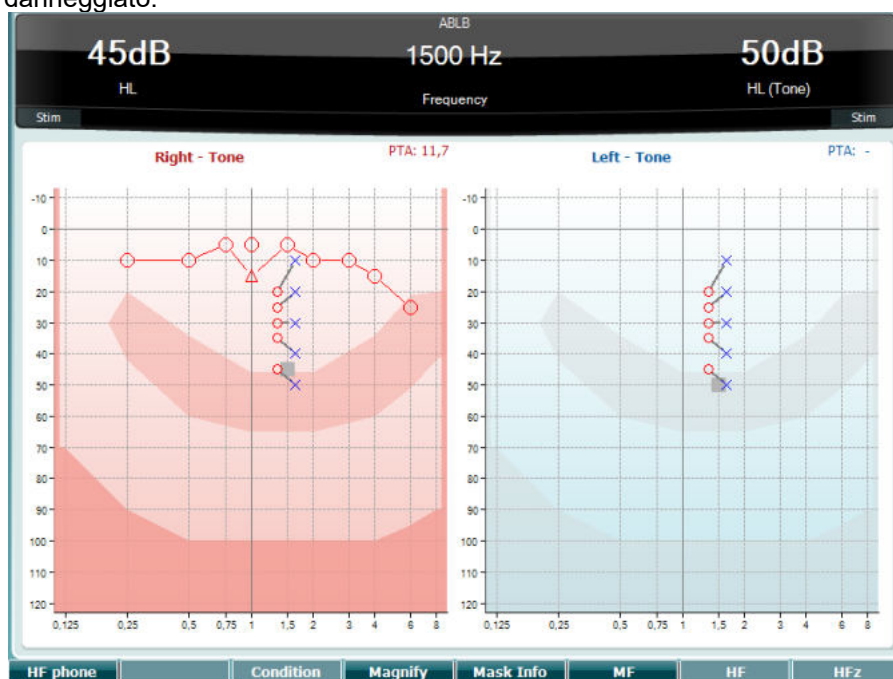 danneggiato.
ABLB
45dB 1500 Hz 50dB
HL Frequency HL (Tone)
Stim Stim
Right - Tone PTA: 11,7 Left - Tone PTA: -
-10 -10
0 0
10 10
20 20
30 30
40 40
50 50
60 60
70 70
80 80
90 90
100 100
110 110
120 120
0,125 0,25 0,5 0,75 1 1,5 2 3 4 6 8 0,125 0,25 0,5 0,75 1 1,5 2 3 4 6 8
HF phone Condition Magnify Mask Info MF HF HFz